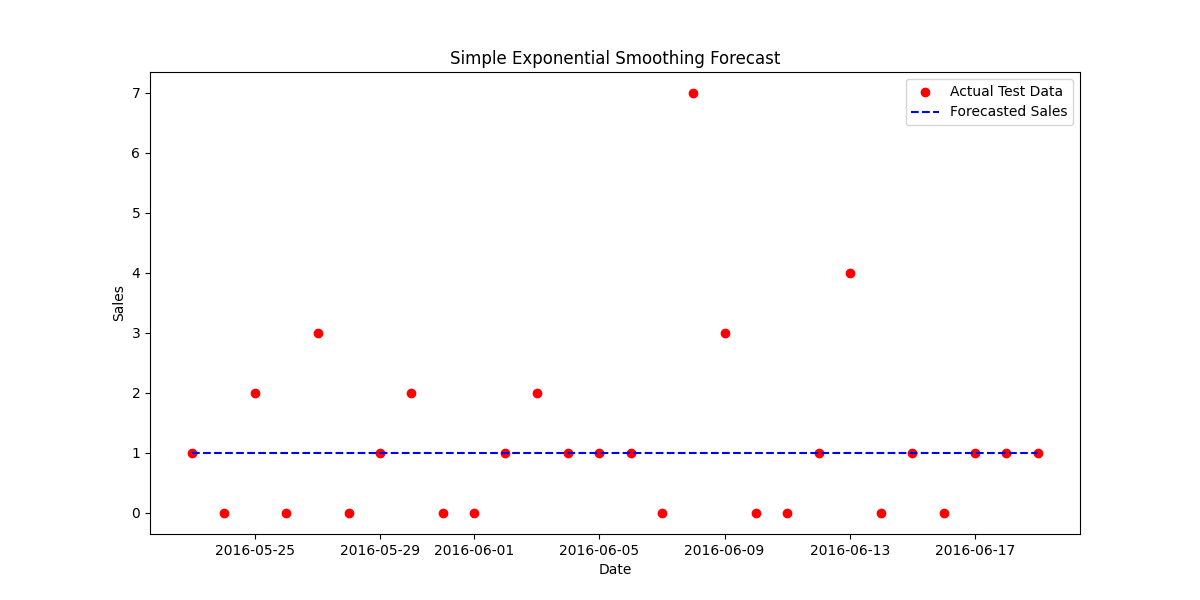 Simple Exponential Smoothing Forecast
Actual Test Data
Forecasted Sales
7
6
5
4
3
2
1
0
Sales
2016-05-25 2016-05-29 2016-06-01 2016-06-05 2016-06-09 2016-06-13 2016-06-17
Date